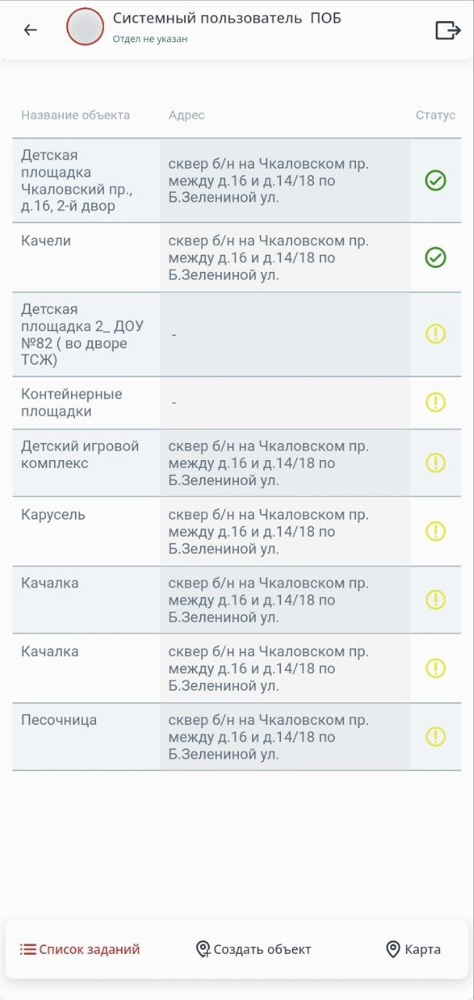 Системный пользователь ПОБ
Отдел не указан
Название объекта Адрес Статус
Детская
площадка
Чкаловский пр.,
д.16, 2-й двор
сквер б/н на Чкаловском пр.
между д.16 и д.14/18 по
Б.Зелениной ул.
Качели
сквер б/н на Чкаловском пр.
между д.16 и д.14/18 по
Б.Зелениной ул.
Детская
площадка 2_ ДОУ
№82 ( во дворе
ТСЖ)
-
Контейнерные
площадки
-
Детский игровой
комплекс
сквер б/н на Чкаловском пр.
между д.16 и д.14/18 по
Б.Зелениной ул.
Карусель
сквер б/н на Чкаловском пр.
между д.16 и д.14/18 по
Б.Зелениной ул.
Качалка
сквер б/н на Чкаловском пр.
между д.16 и д.14/18 по
Б.Зелениной ул.
Качалка
сквер б/н на Чкаловском пр.
между д.16 и д.14/18 по
Б.Зелениной ул.
Песочница
сквер б/н на Чкаловском пр.
между д.16 и д.14/18 по
Б.Зелениной ул.
Список заданий Создать объект Карта